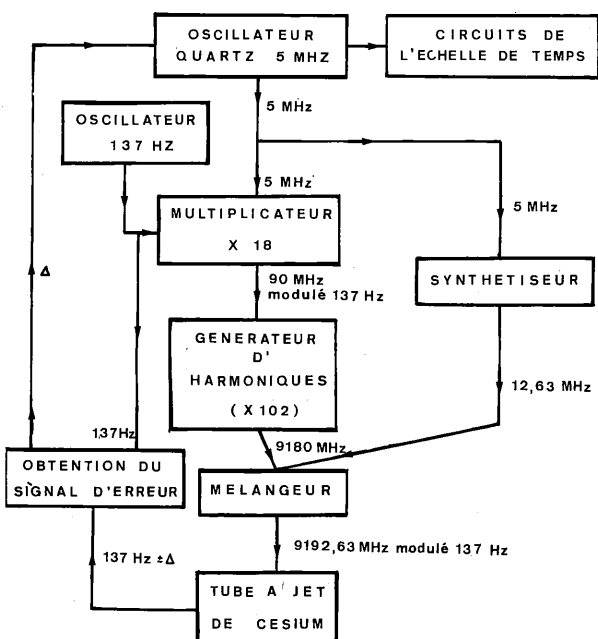 OSCILLATEUR
QUARTZ 5 MHZ
CIRCUITS DE
L'ECHELLE DE TEMPS
5 MHz
OSCILLATEUR
137 HZ
5 MHz
5 MHz
MULTIPLICATEUR
X 18
Δ
90 MHz
modulé 137 Hz
SYNTHETISEUR
GENERATEUR
D'
HARMONIQUES
(X102)
12,63 MHz
137Hz
9180 MHz
OBTENTION DU
SIGNAL D'ERREUR
MELANGEUR
137 Hz ±Δ
9192,63 MHz modulé 137 Hz
TUBE A' JET
DE CESIUM